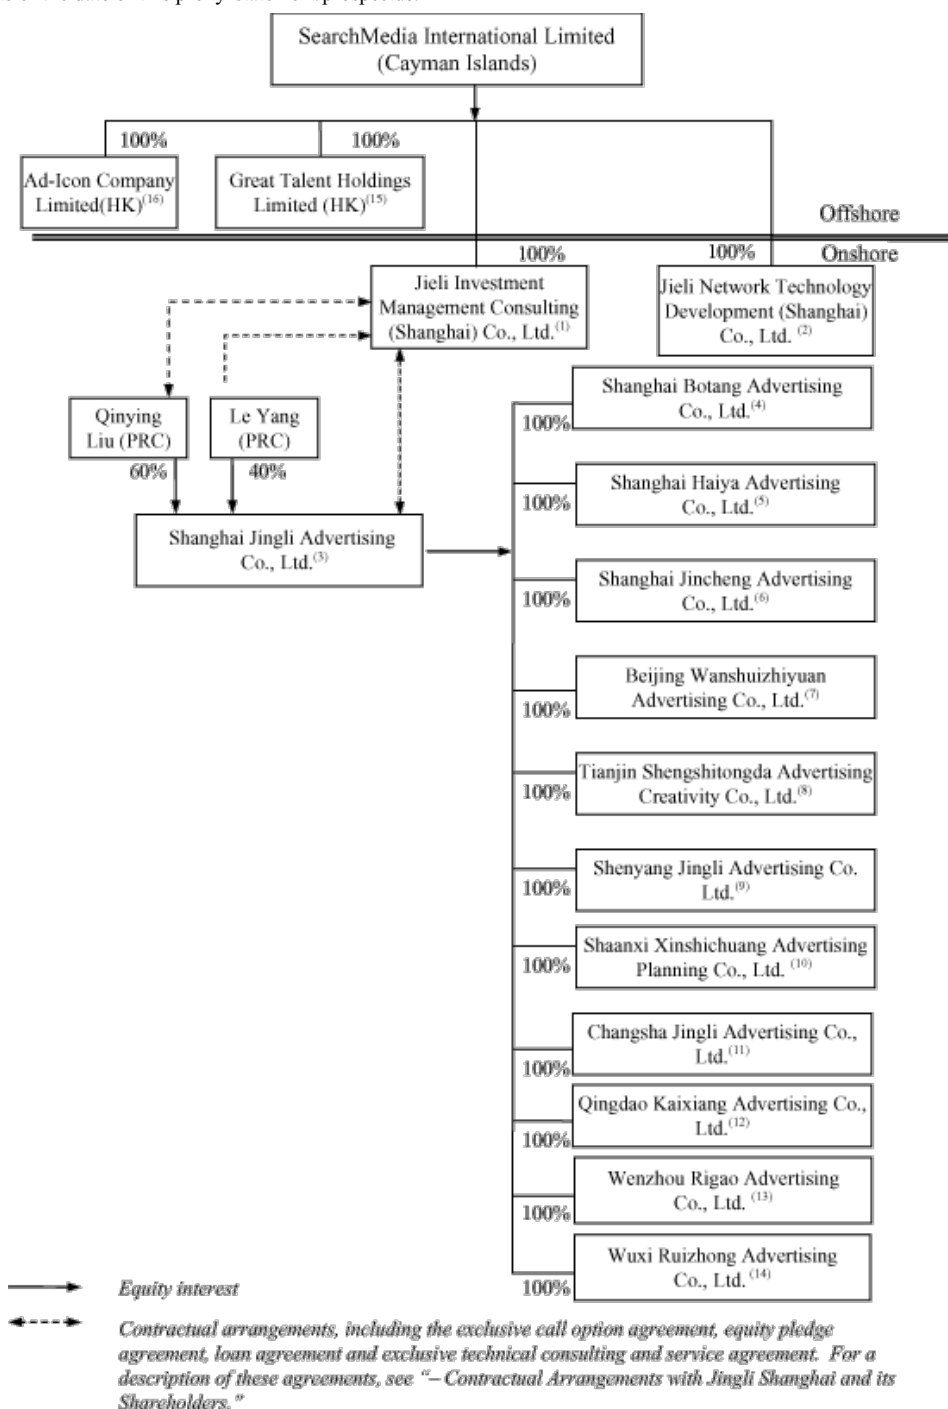 SearchMedia International Limited
(Cayman Islands)
100%
100%
Ad-Icon Company
Limited(HK)(16)
Great Talent Holdings
Limited (HK)(15)
Offshore
Onshore
100%
100%
Jieli Investment
Management Consulting
(Shanghai) Co., Ltd.(1)
Jieli Network Technology
Development (Shanghai)
Co., Ltd. (2)
Qinying
Liu (PRC)
Le Yang
(PRC)
60%
40%
Shanghai Jingli Advertising
Co., Ltd.(3)
Shanghai Botang Advertising
Co., Ltd.(4)
100%
Shanghai Haiya Advertising
Co., Ltd.(5)
100%
Shanghai Jincheng Advertising
Co., Ltd.(6)
100%
Beijing Wanshuizhiyuan
Advertising Co., Ltd.(7)
100%
Tianjin Shengshitongda Advertising
Creativity Co., Ltd.(8)
100%
Shenyang Jingli Advertising Co.
Ltd.(9)
100%
Shaanxi Xinshichuang Advertising
Planning Co., Ltd. (10)
100%
Changsha Jingli Advertising Co.,
Ltd.(11)
100%
Qingdao Kaixiang Advertising Co.,
Ltd.(12)
100%
Wenzhou Rigao Advertising
Co., Ltd. (13)
100%
Wuxi Ruizhong Advertising
Co., Ltd. (14)
100%
Equity interest
Contractual arrangements, including the exclusive call option agreement, equity pledge
agreement, loan agreement and exclusive technical consulting and service agreement. For a
description of these agreements, see “– Contractual Arrangements with Jingli Shanghai and its
Shareholders.”